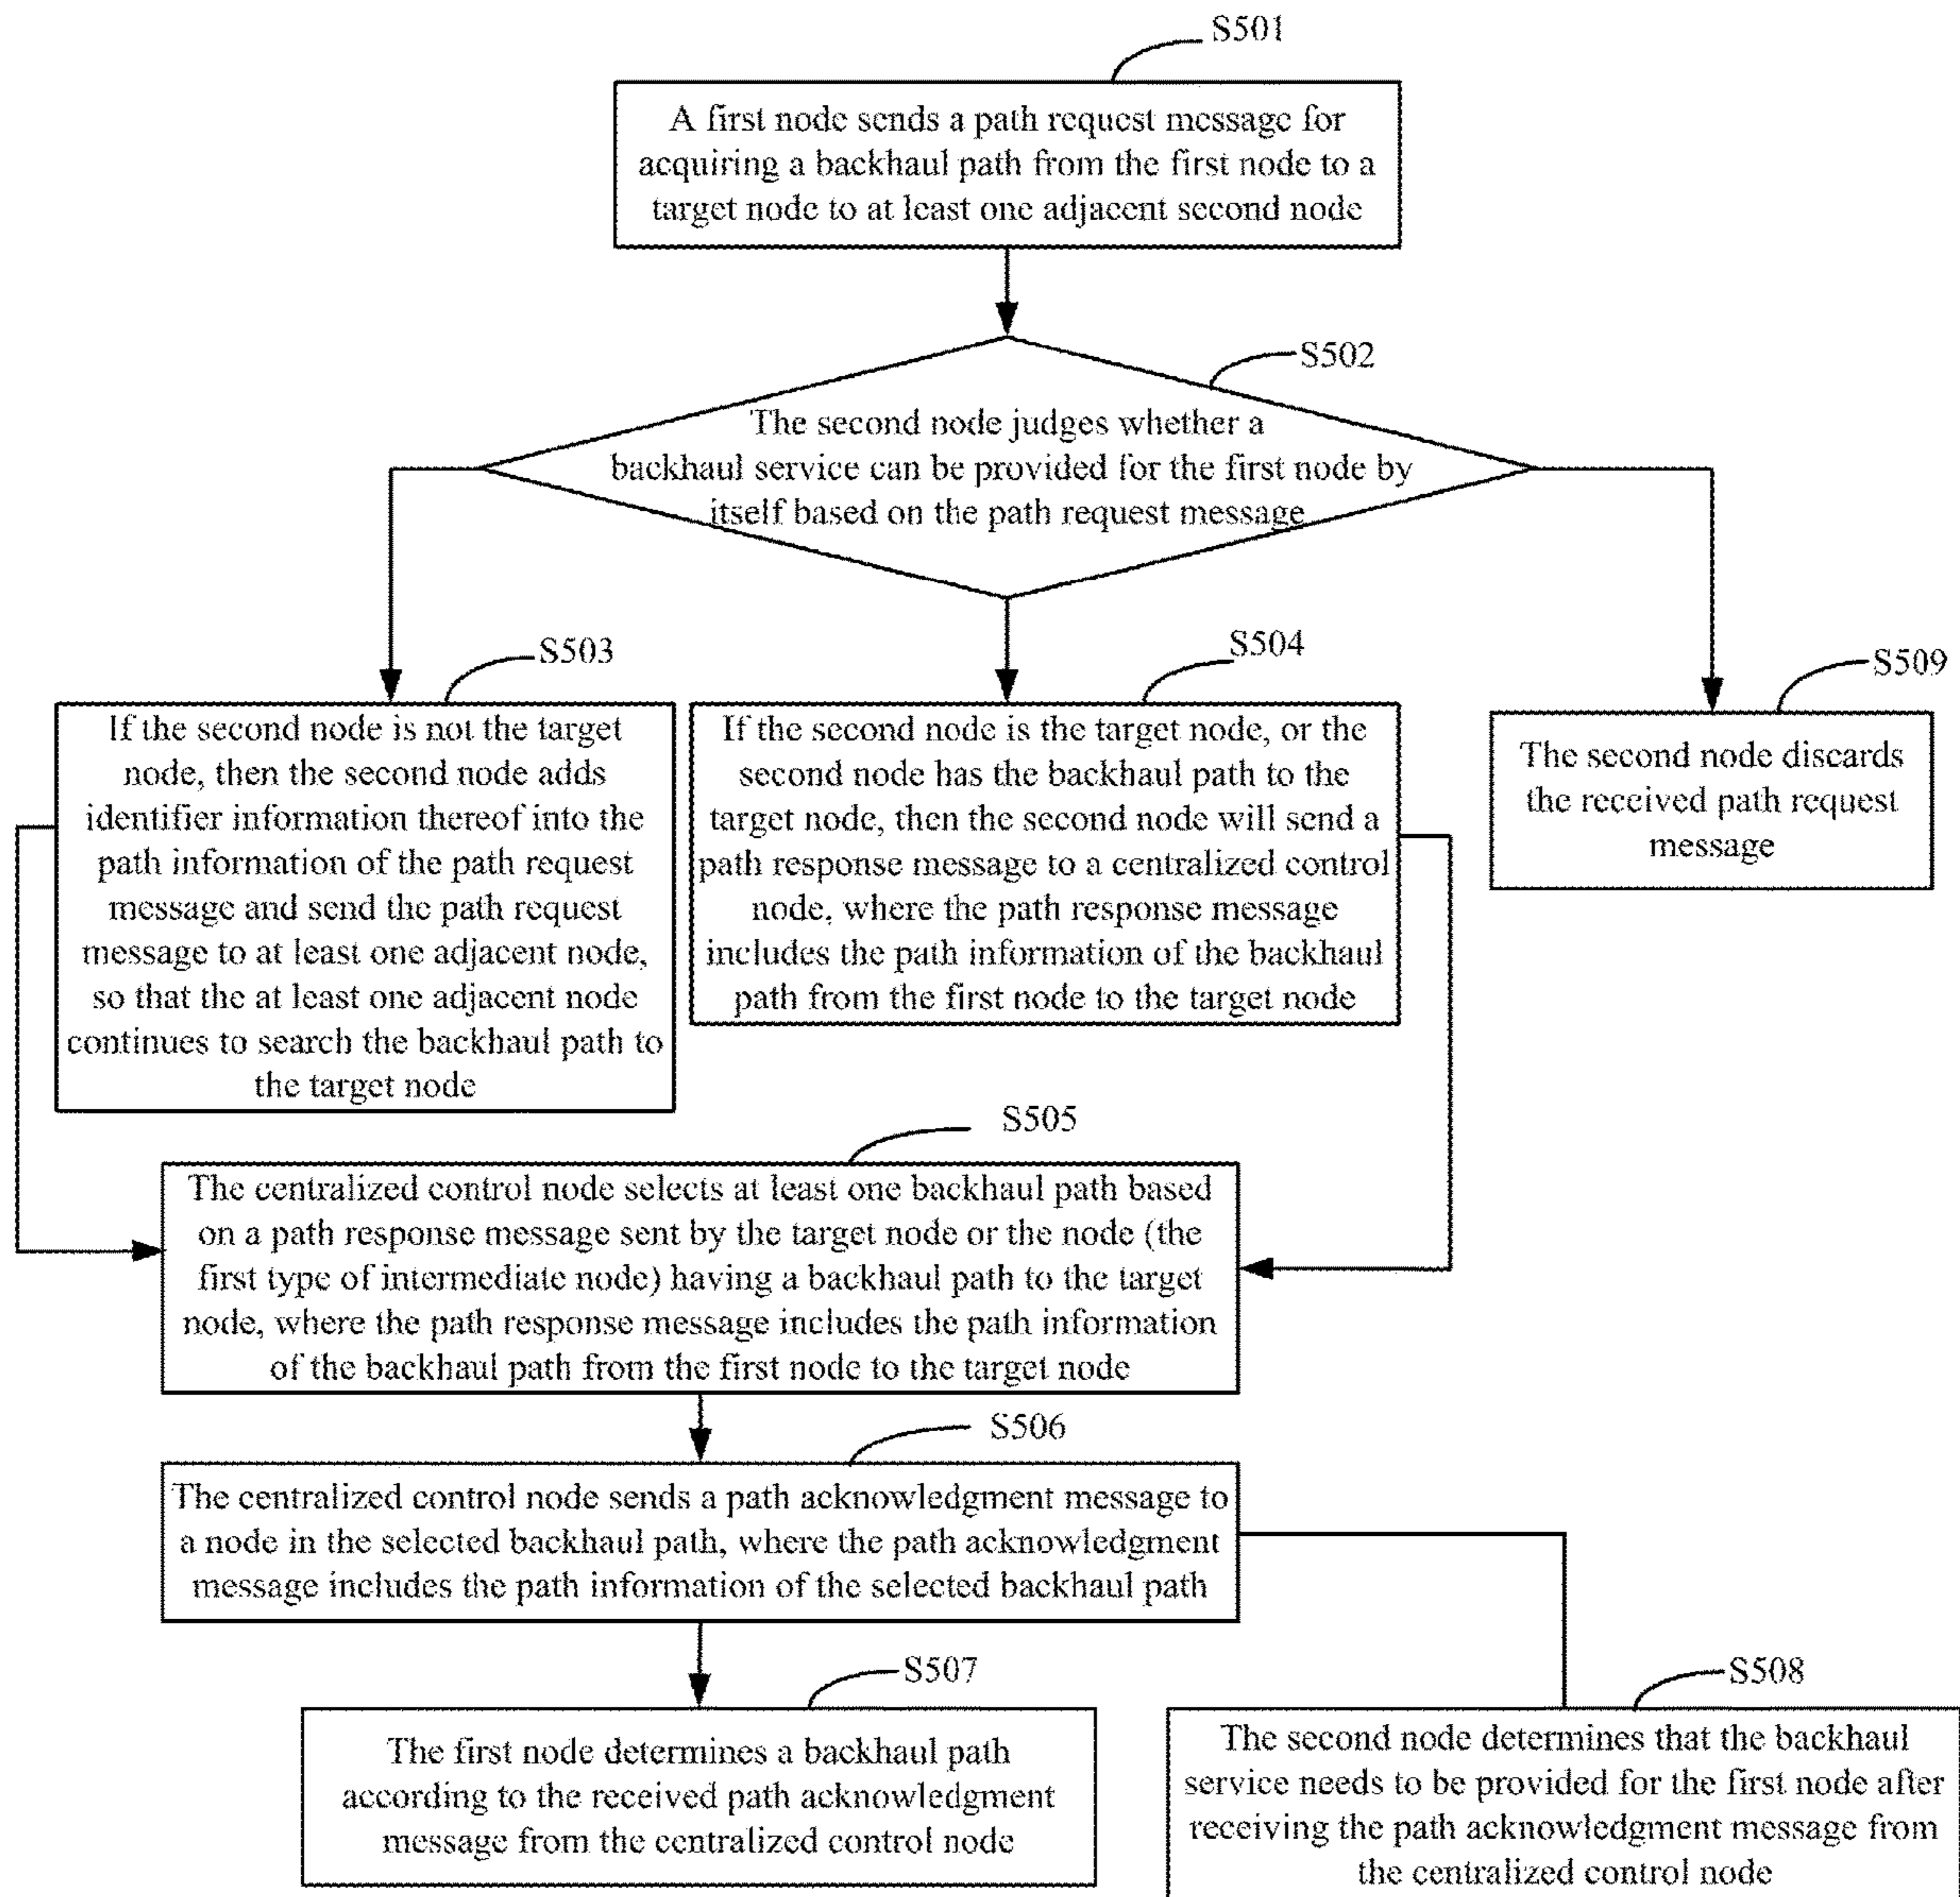 S501
A first node sends a path request message for
acquiring a backhaul path from the first node to a
target node to at least one adjacent second node
S502
The second node judges whether a
backhaul service can be provided for the first node by
itself based on the path request message
S503
If the second node is not the target
node, then the second node adds
identifier information thereof into the
path information of the path request
message and send the path request
message to at least one adjacent node,
so that the at least one adjacent node
continues to search the backhaul path to
the target node
S504
If the second node is the target node, or the
second node has the backhaul path to the
target node, then the second node will send a
path response message to a centralized control
node, where the path response message
includes the path information of the backhaul
path from the first node to the target node
S509
The second node discards
the received path request
message
S505
The centralized control node selects at least one backhaul path based
on a path response message sent by the target node or the node (the
first type of intermediate node) having a backhaul path to the target
node, where the path response message includes the path information
of the backhaul path from the first node to the target node
S506
The centralized control node sends a path acknowledgment message to
a node in the selected backhaul path, where the path acknowledgment
message includes the path information of the selected backhaul path
S507
The first node determines a backhaul path
according to the received path acknowledgment
message from the centralized control node
S508
The second node determines that the backhaul
service needs to be provided for the first node after
receiving the path acknowledgment message from
the centralized control node